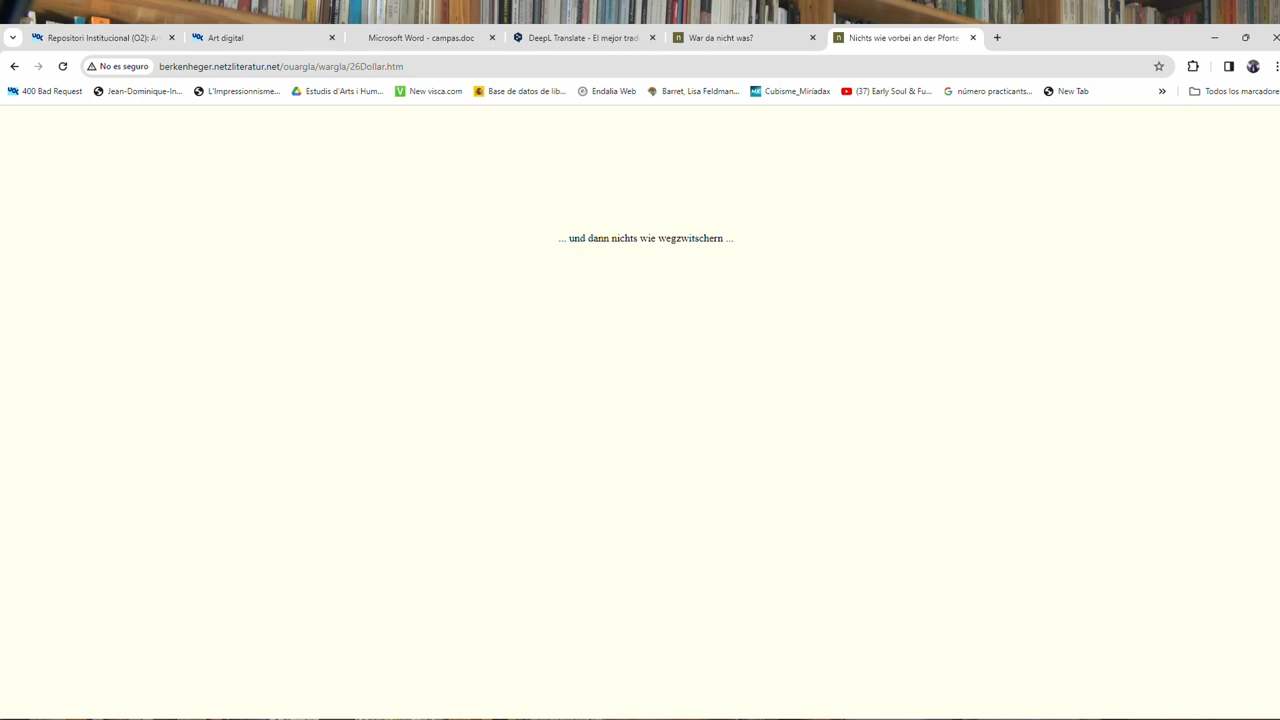 Repositori Institucional (O2): Ar
Art digital
Microsoft Word - campas.doc
DeepL Translate - El mejor trad
War da nicht was?
Nichts wie vorbei an der Pforte,
No es seguro
berkenheger.netzliteratur.net/ouargla/wargla/26Dollar.htm
400 Bad Request
Jean-Dominique-In...
L'Impressionnisme...
Estudis d'Arts i Hum...
New visca.com
Base de datos de lib...
Endalia Web
Barret, Lisa Feldman...
Cubisme_Miríadax
(37) Early Soul & Fu...
número practicants...
New Tab
Todos los marcadore
... und dann nichts wie wegzwitschern ...